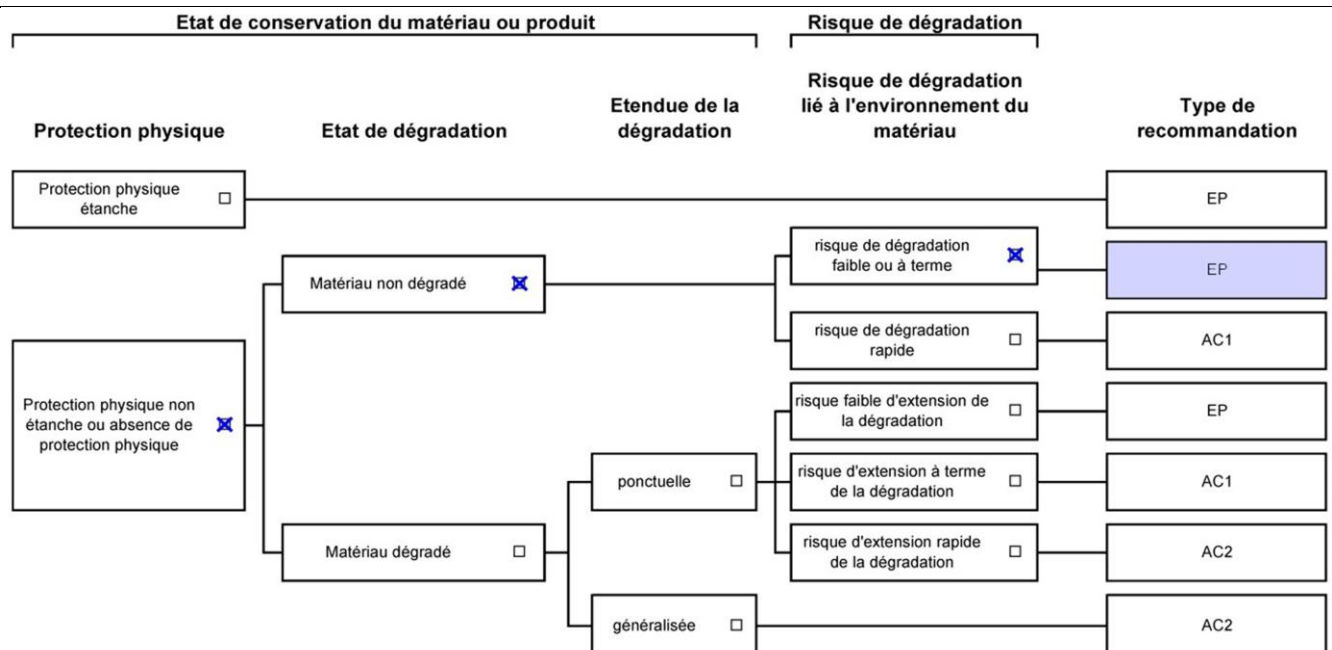 Etat de conservation du matériau ou produit
Risque de dégradation
Protection physique
Etat de dégradation
Etendue de la
dégradation
Risque de dégradation
lié à l'environnement du
matériau
Type de
recommandation
Protection physique
étanche
EP
risque de dégradation
faible ou à terme
EP
Matériau non dégradé
risque de dégradation
rapide
AC1
Protection physique non
étanche ou absence de
protection physique
risque faible d'extension de
la dégradation
EP
ponctuelle
risque d'extension à terme
de la dégradation
AC1
Matériau dégradé
risque d'extension rapide
de la dégradation
AC2
généralisée
AC2